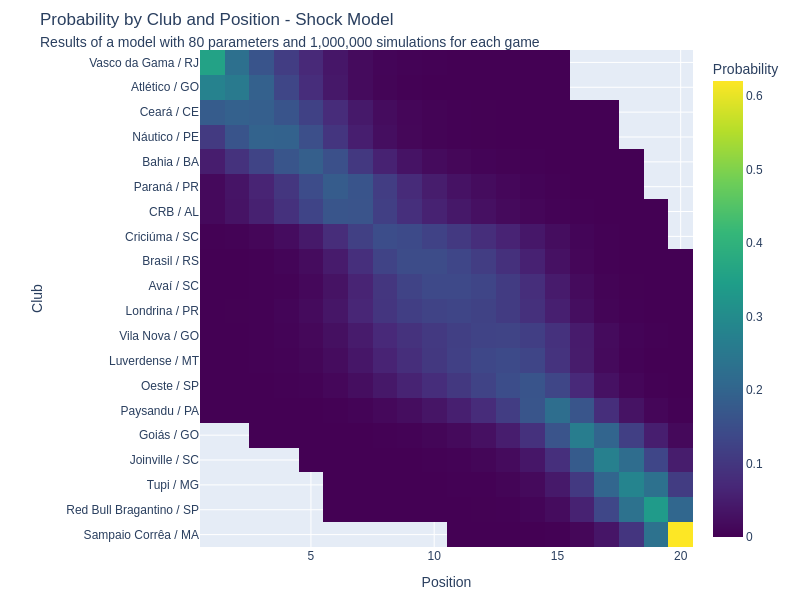 Probability by Club and Position - Shock Model
Results of a model with 80 parameters and 1,000,000 simulations for each game
Probability
Vasco da Gama / RJ
Atlético / GO
Ceará / CE
Náutico / PE
Bahia / BA
Paraná / PR
CRB / AL
Criciúma / SC
Brasil / RS
Avaí / SC
Londrina / PR
Vila Nova / GO
Luverdense / MT
Oeste / SP
Paysandu / PA
Goiás / GO
Joinville / SC
Tupi / MG
Red Bull Bragantino / SP
Sampaio Corrêa / MA
Club
5
10
15
20
Position
0.6
0.5
0.4
0.3
0.2
0.1
0